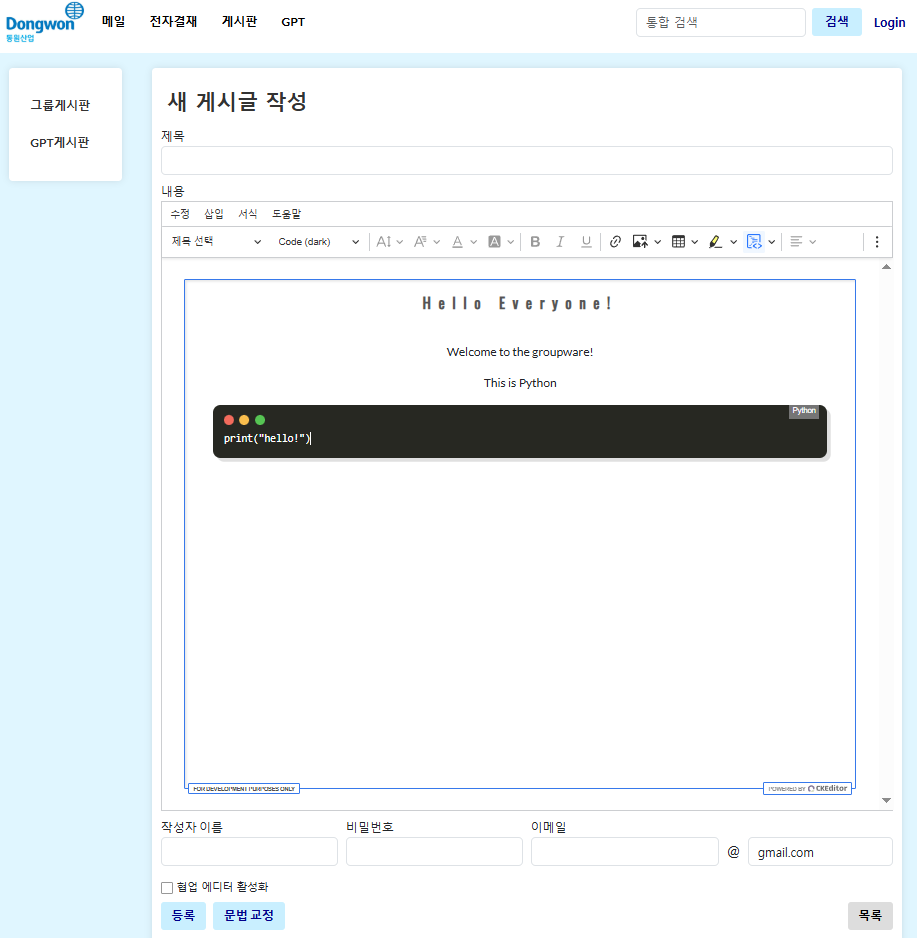 Dongwon
동원산업
메일 전자결재 게시판 GPT
통합 검색 검색 Login
그룹게시판
GPT게시판
새 게시글 작성
제목
내용
수정 삽입 서식 도움말
제목 선택 Code (dark) B I U
Hello Everyone!
Welcome to the groupware!
This is Python
Python
print("hello!")
FOR DEVELOPMENT PURPOSES ONLY
POWERED BY CKEditor
작성자 이름 비밀번호 이메일
@ gmail.com
협업 에디터 활성화
등록 문법 교정 목록